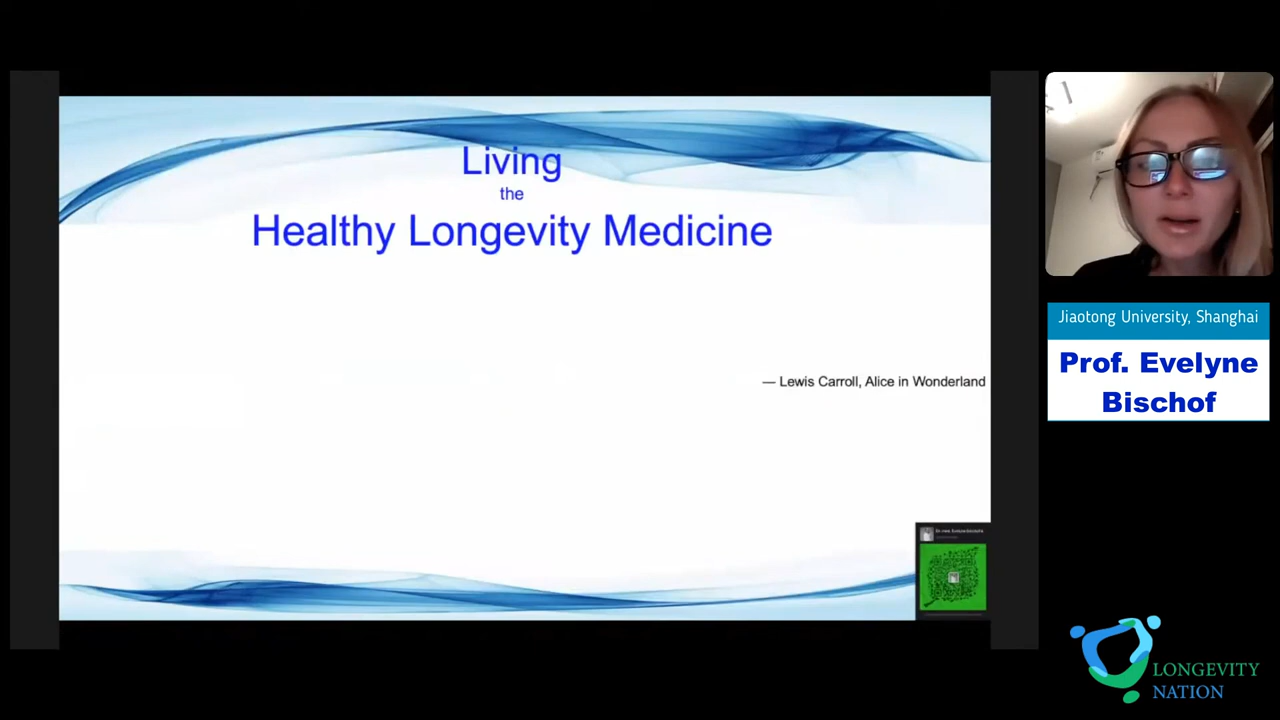 Living
the
Healthy Longevity Medicine
— Lewis Carroll, Alice in Wonderland
Jiaotong University, Shanghai
Prof. Evelyne
Bischof
LONGEVITY
NATION